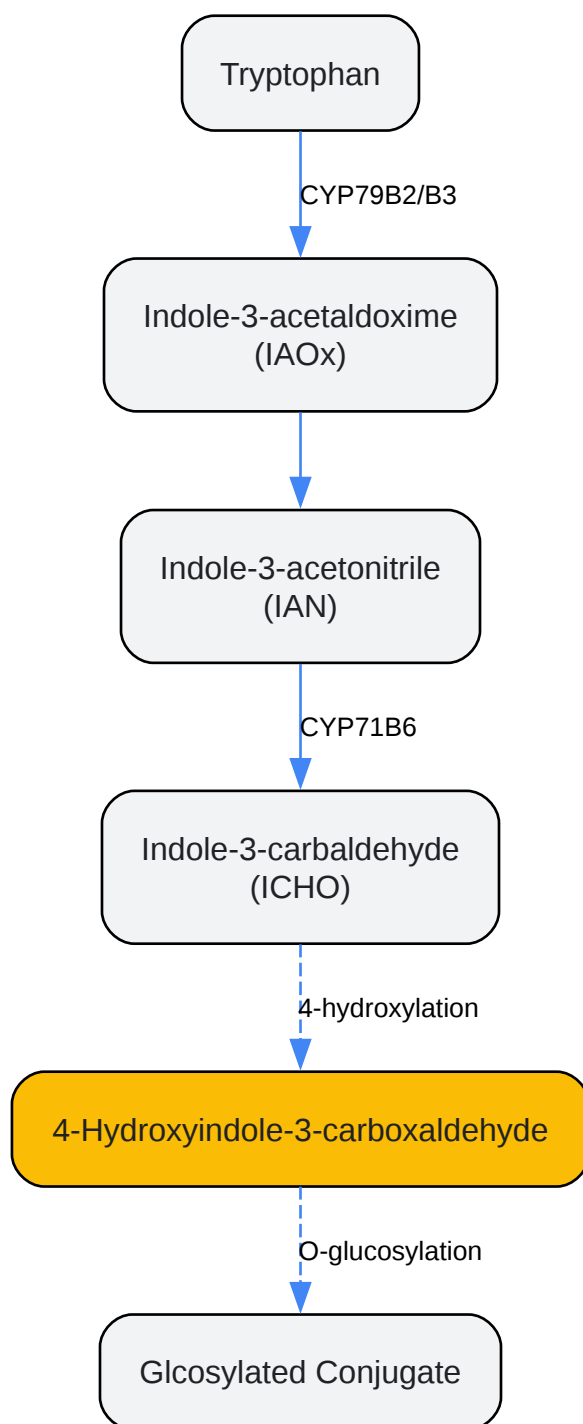 Tryptophan
CYP79B2/B3
Indole-3-acetaldoxime
(IAOx)
Indole-3-acetonitrile
(IAN)
CYP71B6
Indole-3-carbaldehyde
(ICHO)
4-hydroxylation
4-Hydroxyindole-3-carboxaldehyde
O-glucosylation
Glcosylated Conjugate